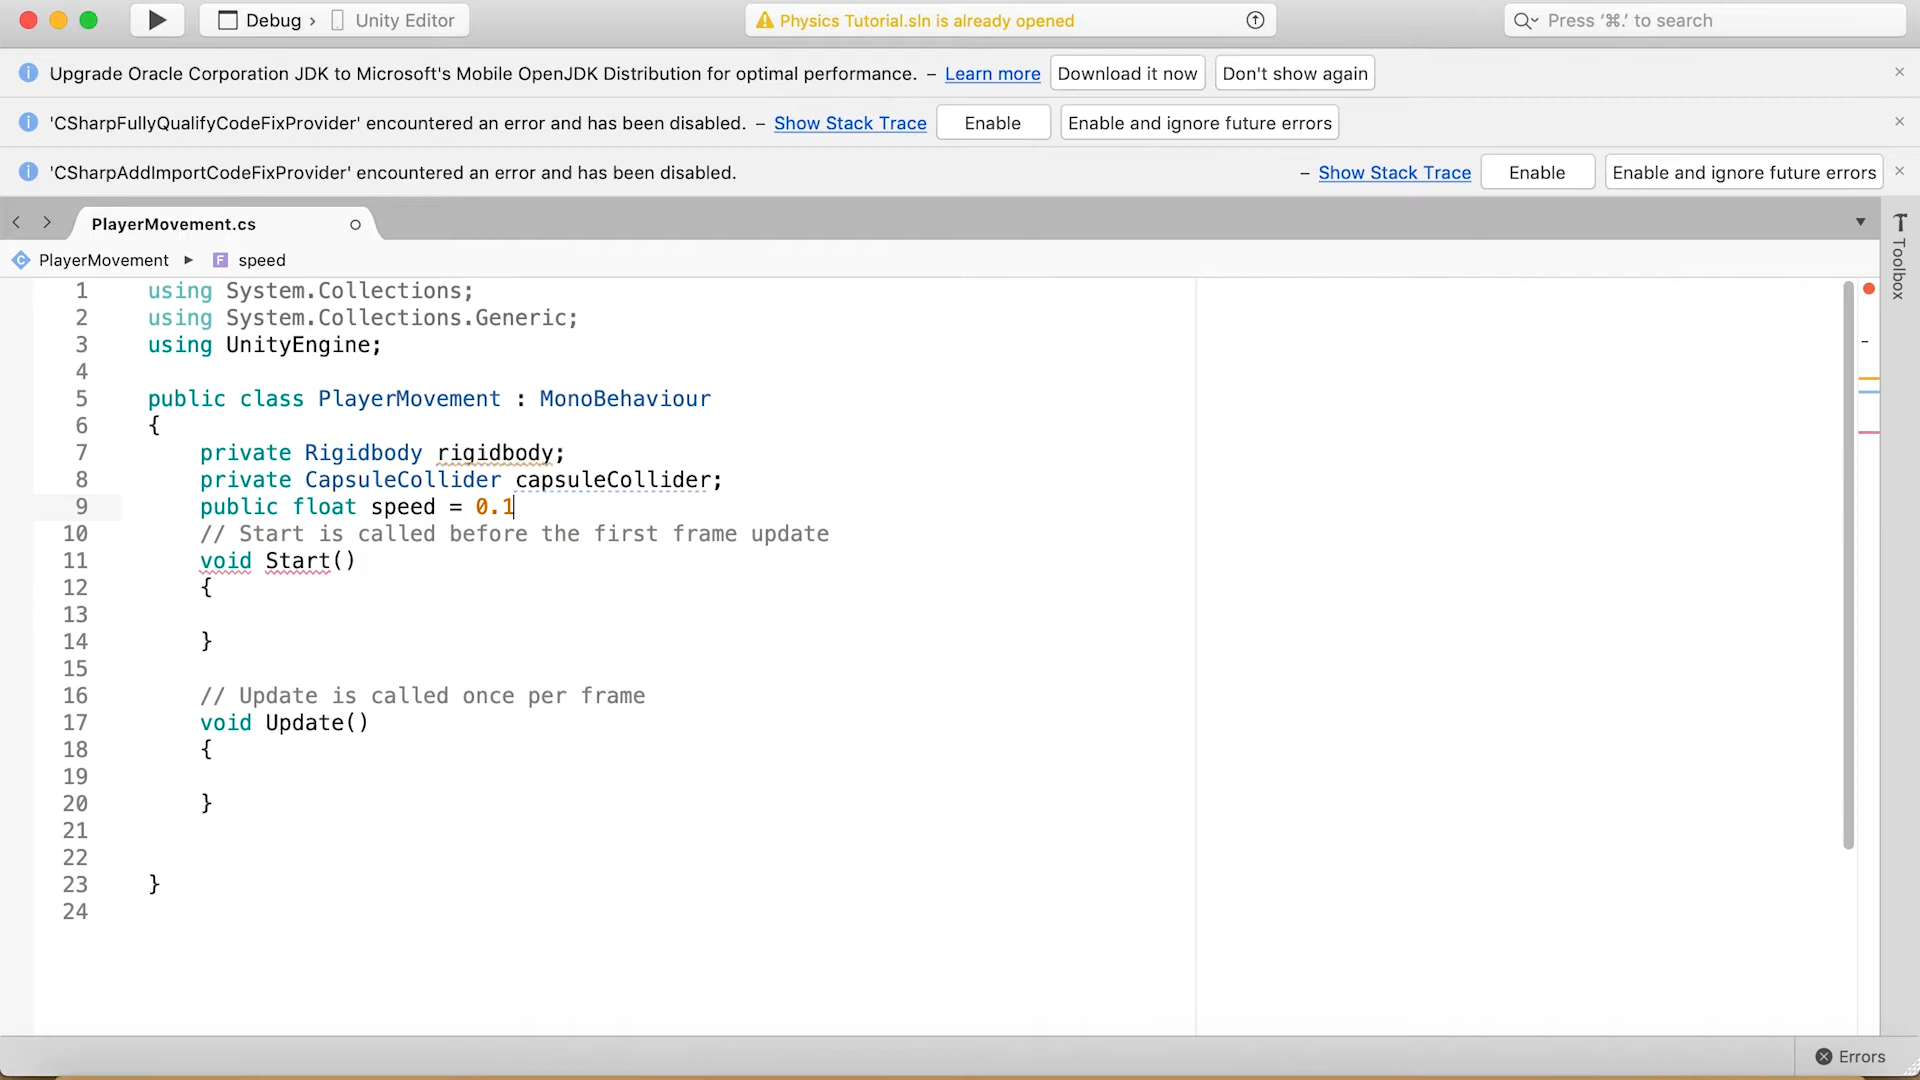 Debug › Unity Editor
Physics Tutorial.sln is already opened
Press ‘⌘.’ to search
Upgrade Oracle Corporation JDK to Microsoft's Mobile OpenJDK Distribution for optimal performance. – Learn more Download it now Don't show again
'CSharpFullyQualifyCodeFixProvider' encountered an error and has been disabled. – Show Stack Trace Enable Enable and ignore future errors
'CSharpAddImportCodeFixProvider' encountered an error and has been disabled. – Show Stack Trace Enable Enable and ignore future errors
PlayerMovement.cs
Toolbox
PlayerMovement ▸ F speed
1 using System.Collections;
2 using System.Collections.Generic;
3 using UnityEngine;
4
5 public class PlayerMovement : MonoBehaviour
6 {
7 private Rigidbody rigidbody;
8 private CapsuleCollider capsuleCollider;
9 public float speed = 0.1
10 // Start is called before the first frame update
11 void Start()
12 {
13
14 }
15
16 // Update is called once per frame
17 void Update()
18 {
19
20 }
21
22
23 }
24
Errors